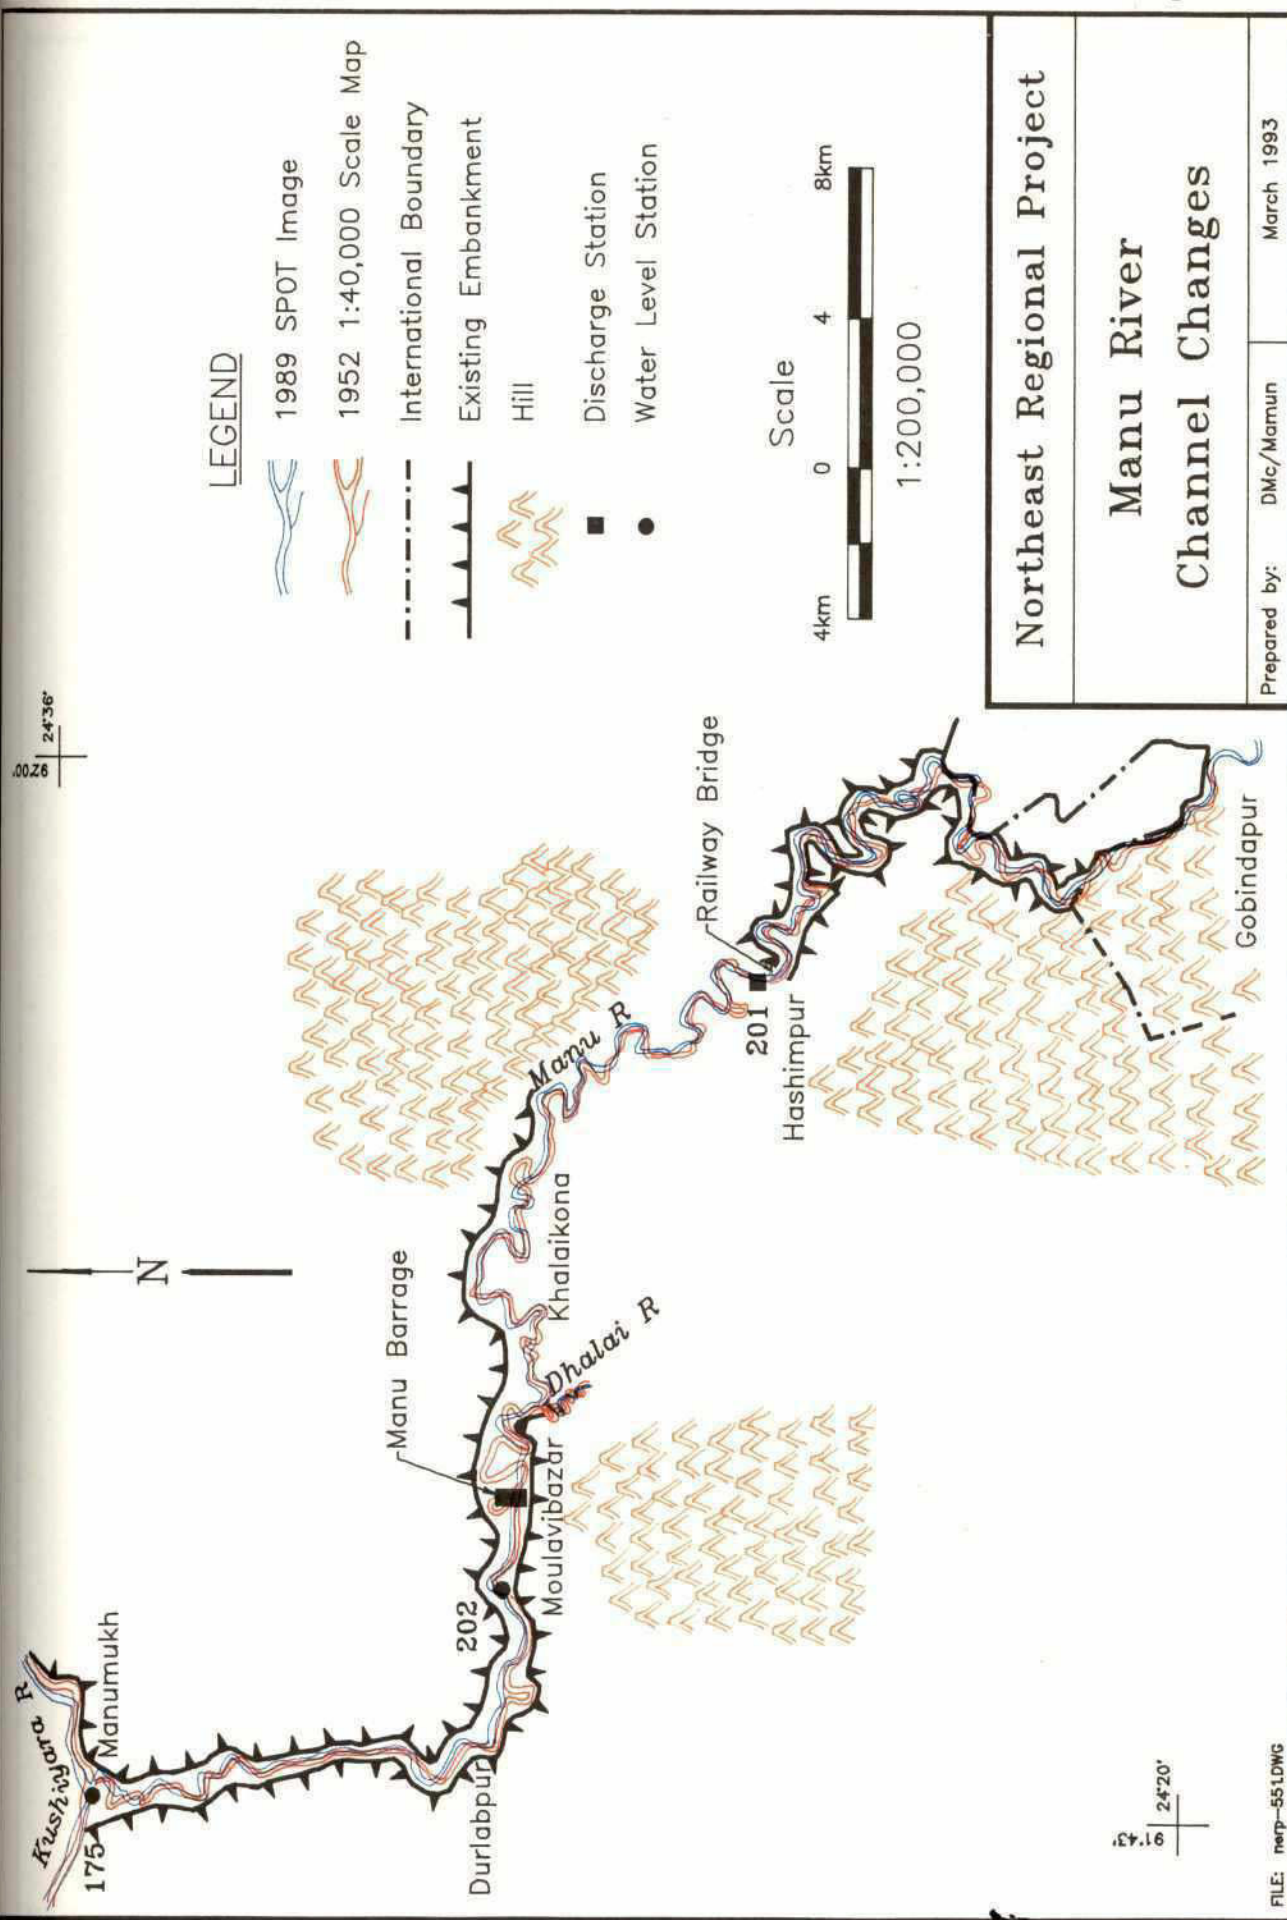 Kushiyara R
175
Manumukh
Durlabpur
202
Moulavibazar
Manu Barrage
Dhalai R
Khalaikona
Manu R
201
Hashimpur
Railway Bridge
Gobindapur
N
92°00'
24°36'
91°43'
24°20'
LEGEND
1989 SPOT Image
1952 1:40,000 Scale Map
International Boundary
Existing Embankment
Hill
Discharge Station
Water Level Station
Scale
4km 0 4 8km
1:200,000
Northeast Regional Project
Manu River
Channel Changes
Prepared by: DMc/Mamun
March 1993
FILE: nerp-551.DWG